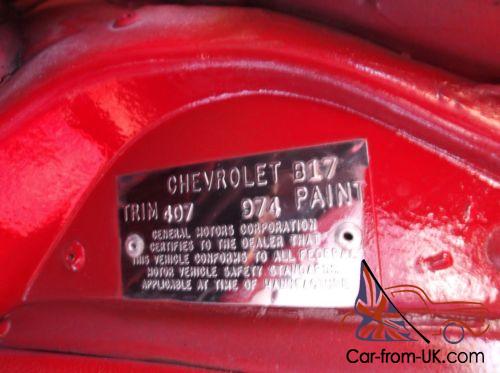 CHEVROLET B17
TRIM 407 974 PAINT
GENERAL MOTORS CORPORATION
CERTIFIES TO THE DEALER THAT
THIS VEHICLE CONFORMS TO ALL FEDERAL
MOTOR VEHICLE SAFETY STANDARDS
APPLICABLE AT TIME OF MANUFACTURE
Car-from-UK.com